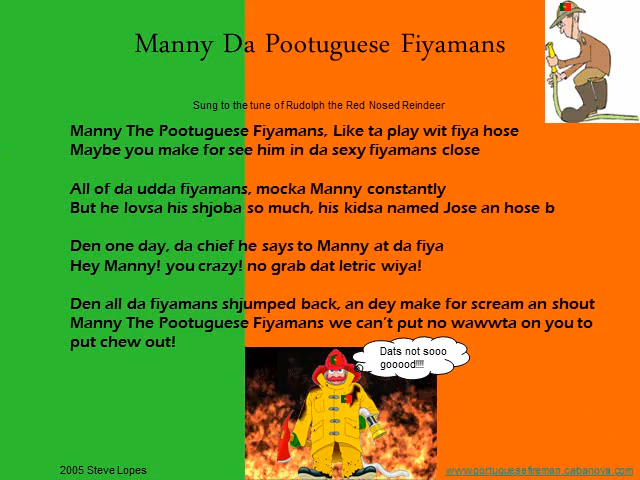 Manny Da Pootuguese Fiyamans
Sung to the tune of Rudolph the Red Nosed Reindeer
Manny The Pootuguese Fiyamans, Like ta play wit fiya hose
Maybe you make for see him in da sexy fiyamans close
All of da udda fiyamans, mocka Manny constantly
But he lovsa his shjoba so much, his kidsa named Jose an hose b
Den one day, da chief he says to Manny at da fiya
Hey Manny! you crazy! no grab dat letric wiya!
Den all da fiyamans shjumped back, an dey make for scream an shout
Manny The Pootuguese Fiyamans we can't put no wawwta on you to
put chew out!
Dats not sooo
gooood!!!!
2005 Steve Lopes
www.portuguesefireman.cabanova.com